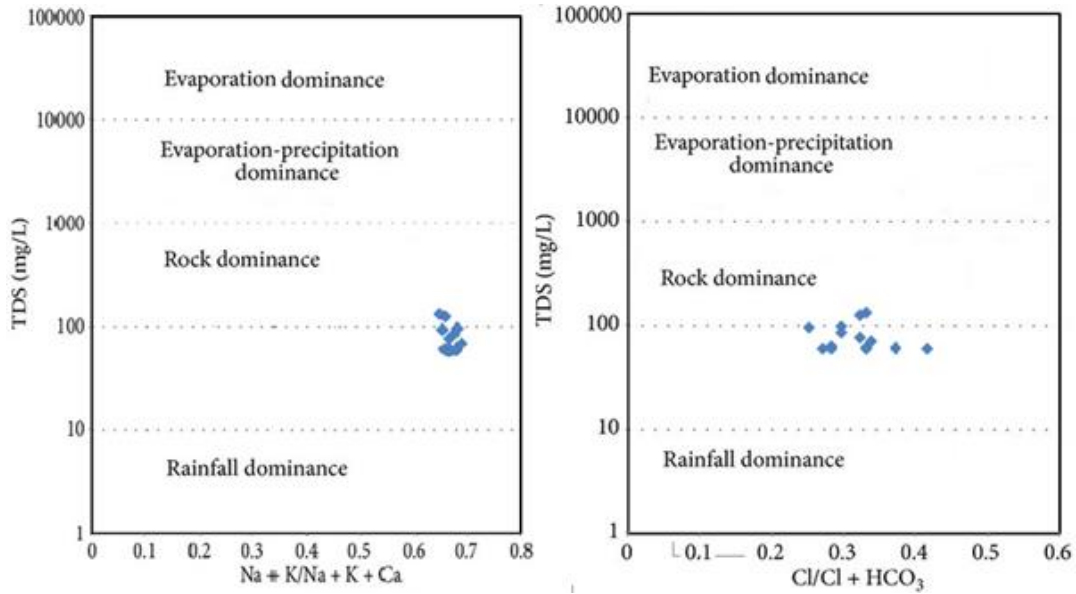 100000
10000
1000
100
10
1
TDS (mg/L)
Evaporation dominance
Evaporation-precipitation
dominance
Rock dominance
Rainfall dominance
0 0.1 0.2 0.3 0.4 0.5 0.6 0.7 0.8
Na + K/Na + K + Ca
100000
10000
1000
100
10
1
TDS (mg/L)
Evaporation dominance
Evaporation-precipitation
dominance
Rock dominance
Rainfall dominance
0 0.1 0.2 0.3 0.4 0.5 0.6
Cl/Cl + HCO₃